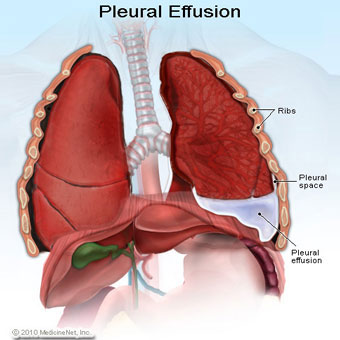 Pleural Effusion
Ribs
Pleural
space
Pleural
effusion
© 2010 MedicineNet, Inc.